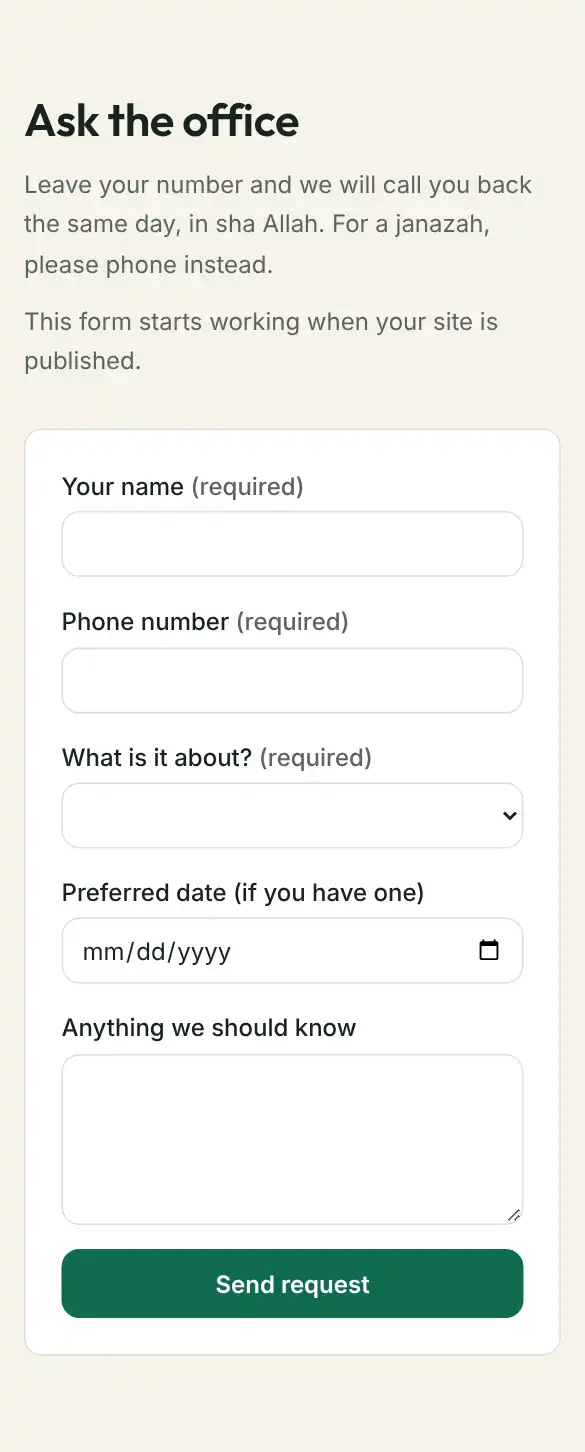 Ask the office
Leave your number and we will call you back
the same day, in sha Allah. For a janazah,
please phone instead.
This form starts working when your site is
published.
Your name (required)
Phone number (required)
What is it about? (required)
Preferred date (if you have one)
mm/dd/yyyy
Anything we should know
Send request